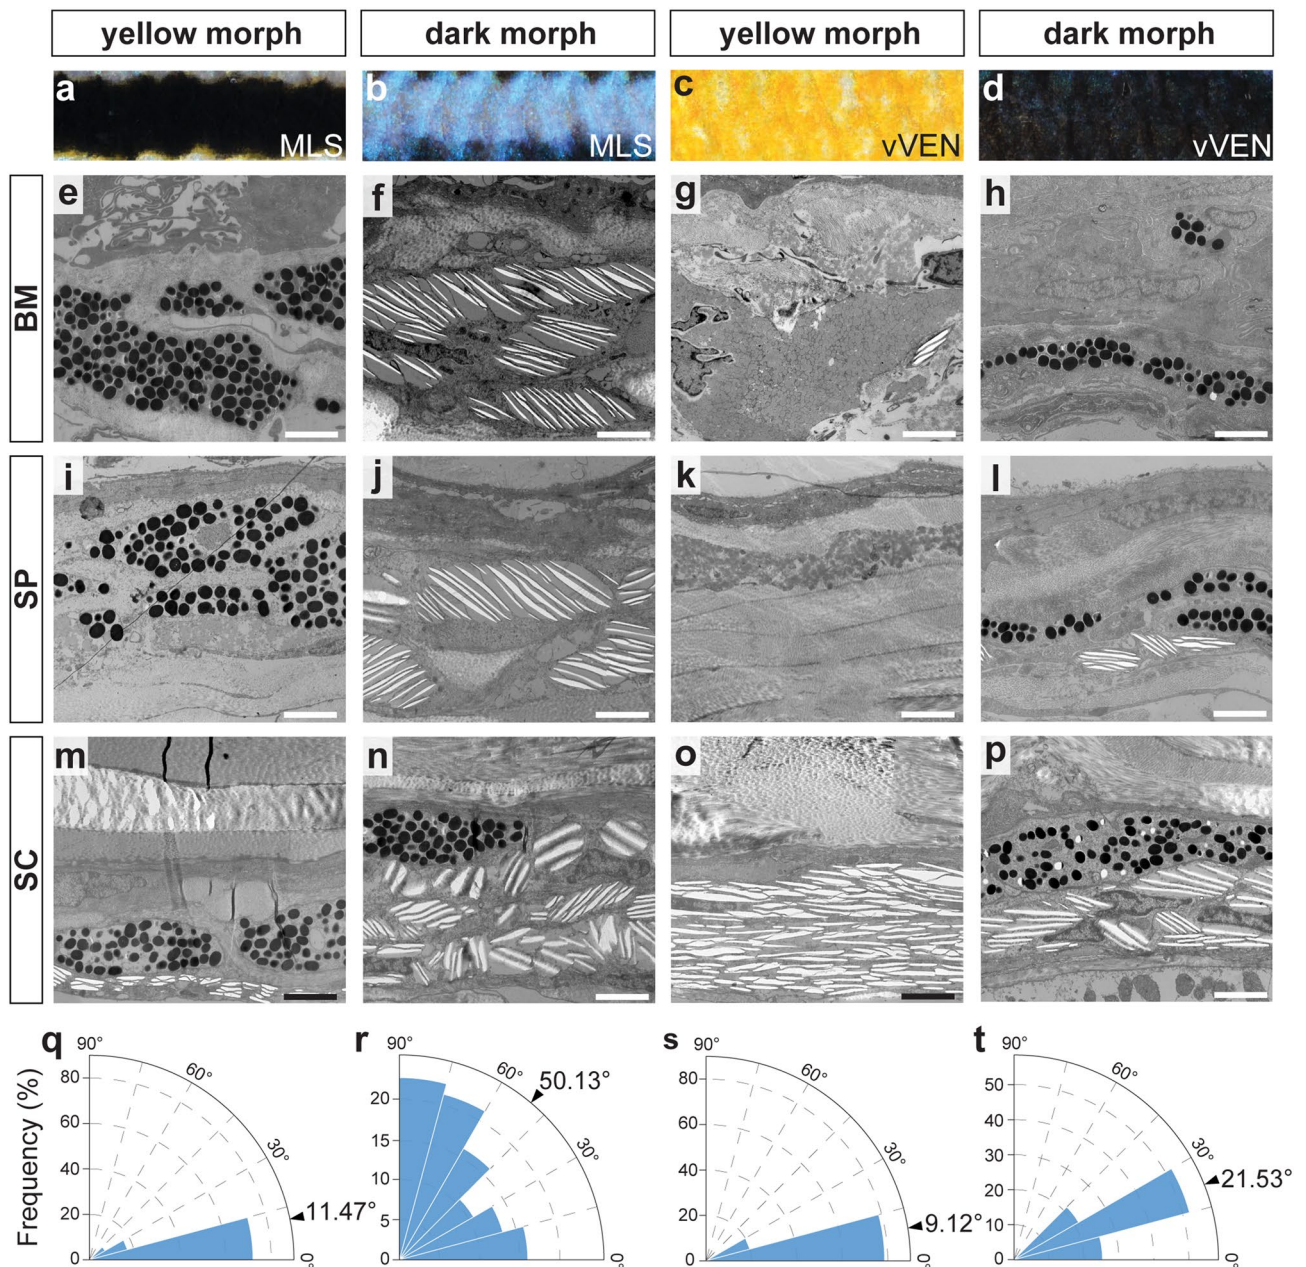 yellow morph dark morph yellow morph dark morph
a b c d
MLS MLS vVEN vVEN
BM
e f g h
SP
i j k l
SC
m n o p
q 90° r 90° s 90° t 90°
Frequency (%)
80 60 40 20 0
60° 30° 0°
11.47°
20 15 10 5 0
60° 30° 0°
50.13°
80 60 40 20 0
60° 30° 0°
9.12°
50 40 30 20 10 0
60° 30° 0°
21.53°